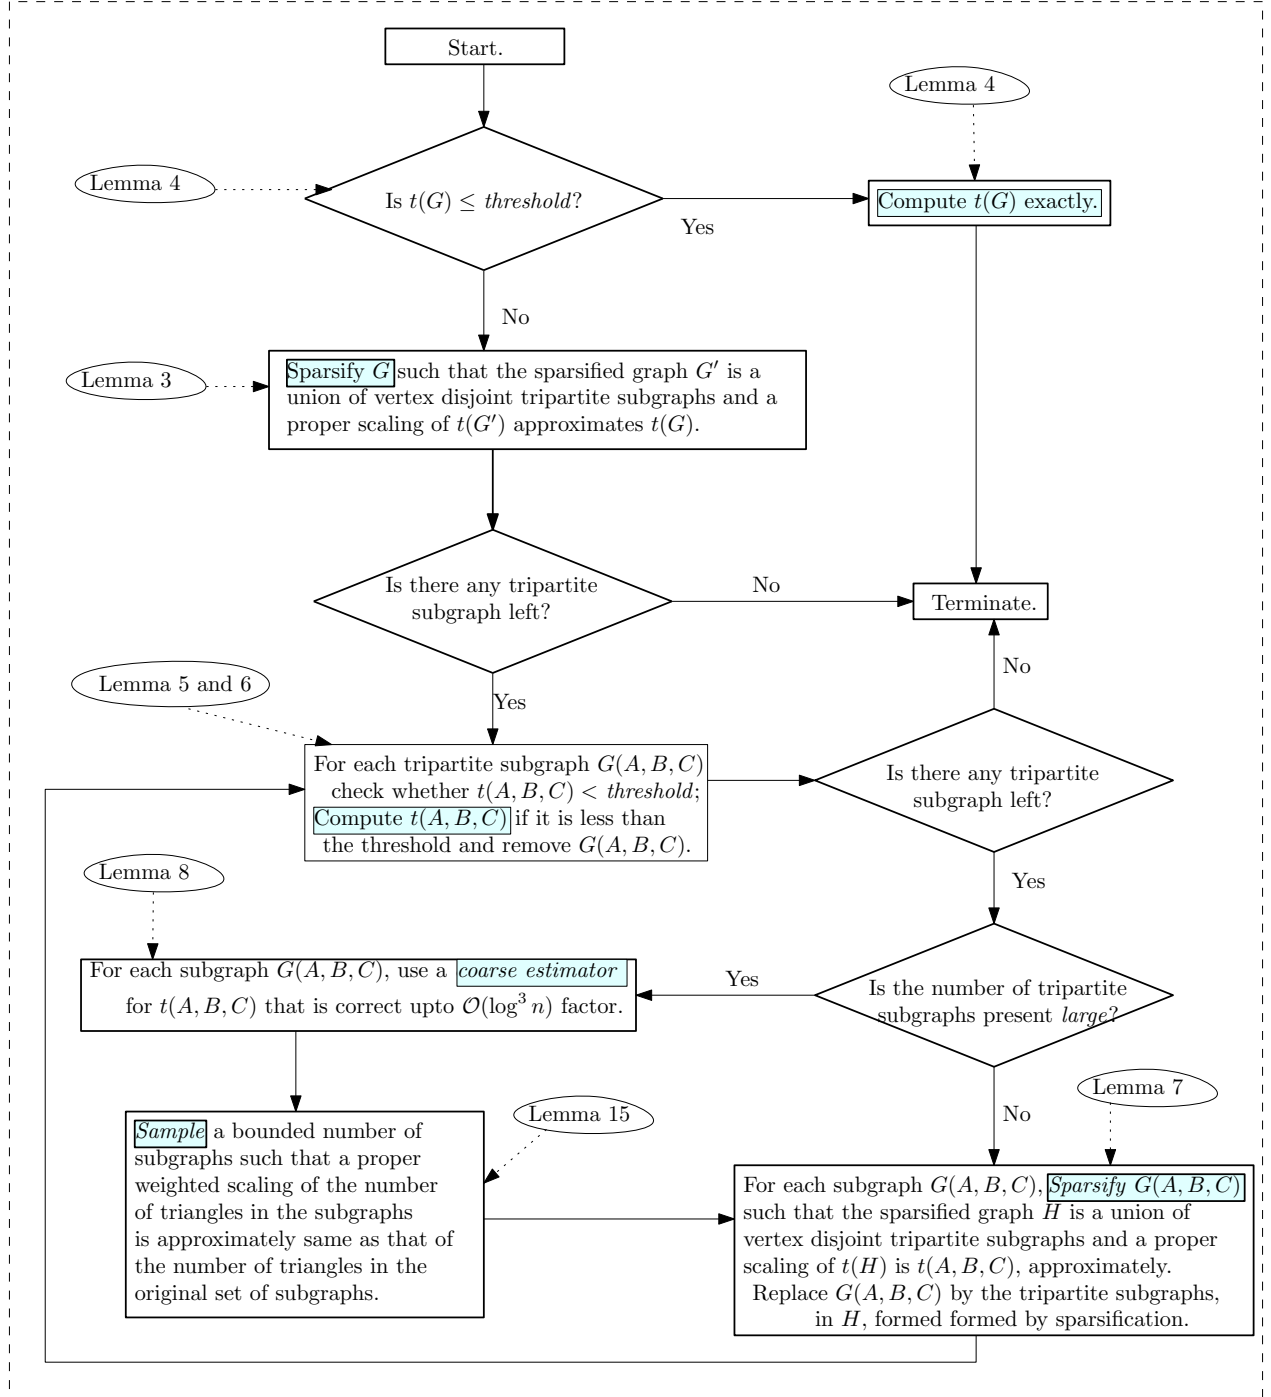 Start.
Lemma 4
Lemma 4
Is t(G) ≤ threshold?
Compute t(G) exactly.
Yes
No
Lemma 3
Sparsify G such that the sparsified graph G′ is a
union of vertex disjoint tripartite subgraphs and a
proper scaling of t(G′) approximates t(G).
Is there any tripartite
subgraph left?
No
Terminate.
No
Lemma 5 and 6
Yes
For each tripartite subgraph G(A, B, C)
check whether t(A, B, C) < threshold;
Compute t(A, B, C) if it is less than
the threshold and remove G(A, B, C).
Is there any tripartite
subgraph left?
Lemma 8
Yes
For each subgraph G(A, B, C), use a coarse estimator
for t(A, B, C) that is correct upto 𝒪(log³ n) factor.
Yes
Is the number of tripartite
subgraphs present large?
Lemma 7
Lemma 15
No
Sample a bounded number of
subgraphs such that a proper
weighted scaling of the number
of triangles in the subgraphs
is approximately same as that of
the number of triangles in the
original set of subgraphs.
For each subgraph G(A, B, C), Sparsify G(A, B, C)
such that the sparsified graph H is a union of
vertex disjoint tripartite subgraphs and a proper
scaling of t(H) is t(A, B, C), approximately.
Replace G(A, B, C) by the tripartite subgraphs,
in H, formed formed by sparsification.